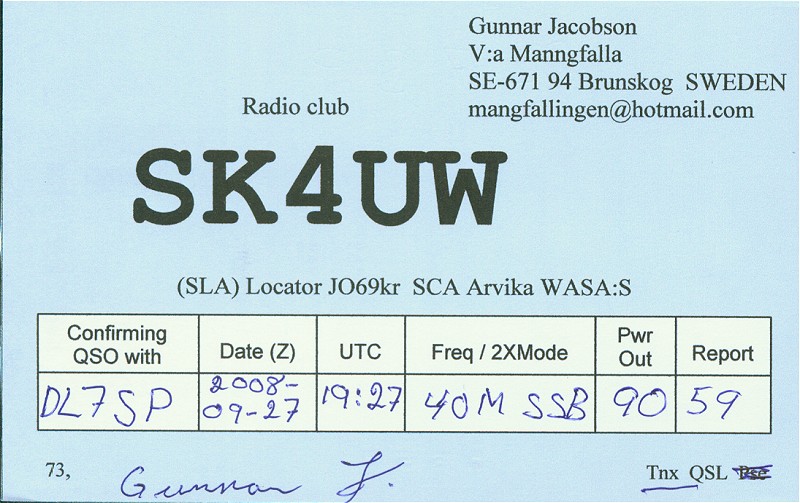 Gunnar Jacobson
V:a Manngfalla
SE-671 94 Brunskog SWEDEN
mangfallingen@hotmail.com
Radio club
SK4UW
(SLA) Locator JO69kr SCA Arvika WASA:S
Confirming QSO with
Date (Z)
UTC
Freq / 2XMode
Pwr Out
Report
DL7SP
2008-
09-27
19:27
40M SSB
90
59
73,
Gunnar J.
Tnx QSL Pse